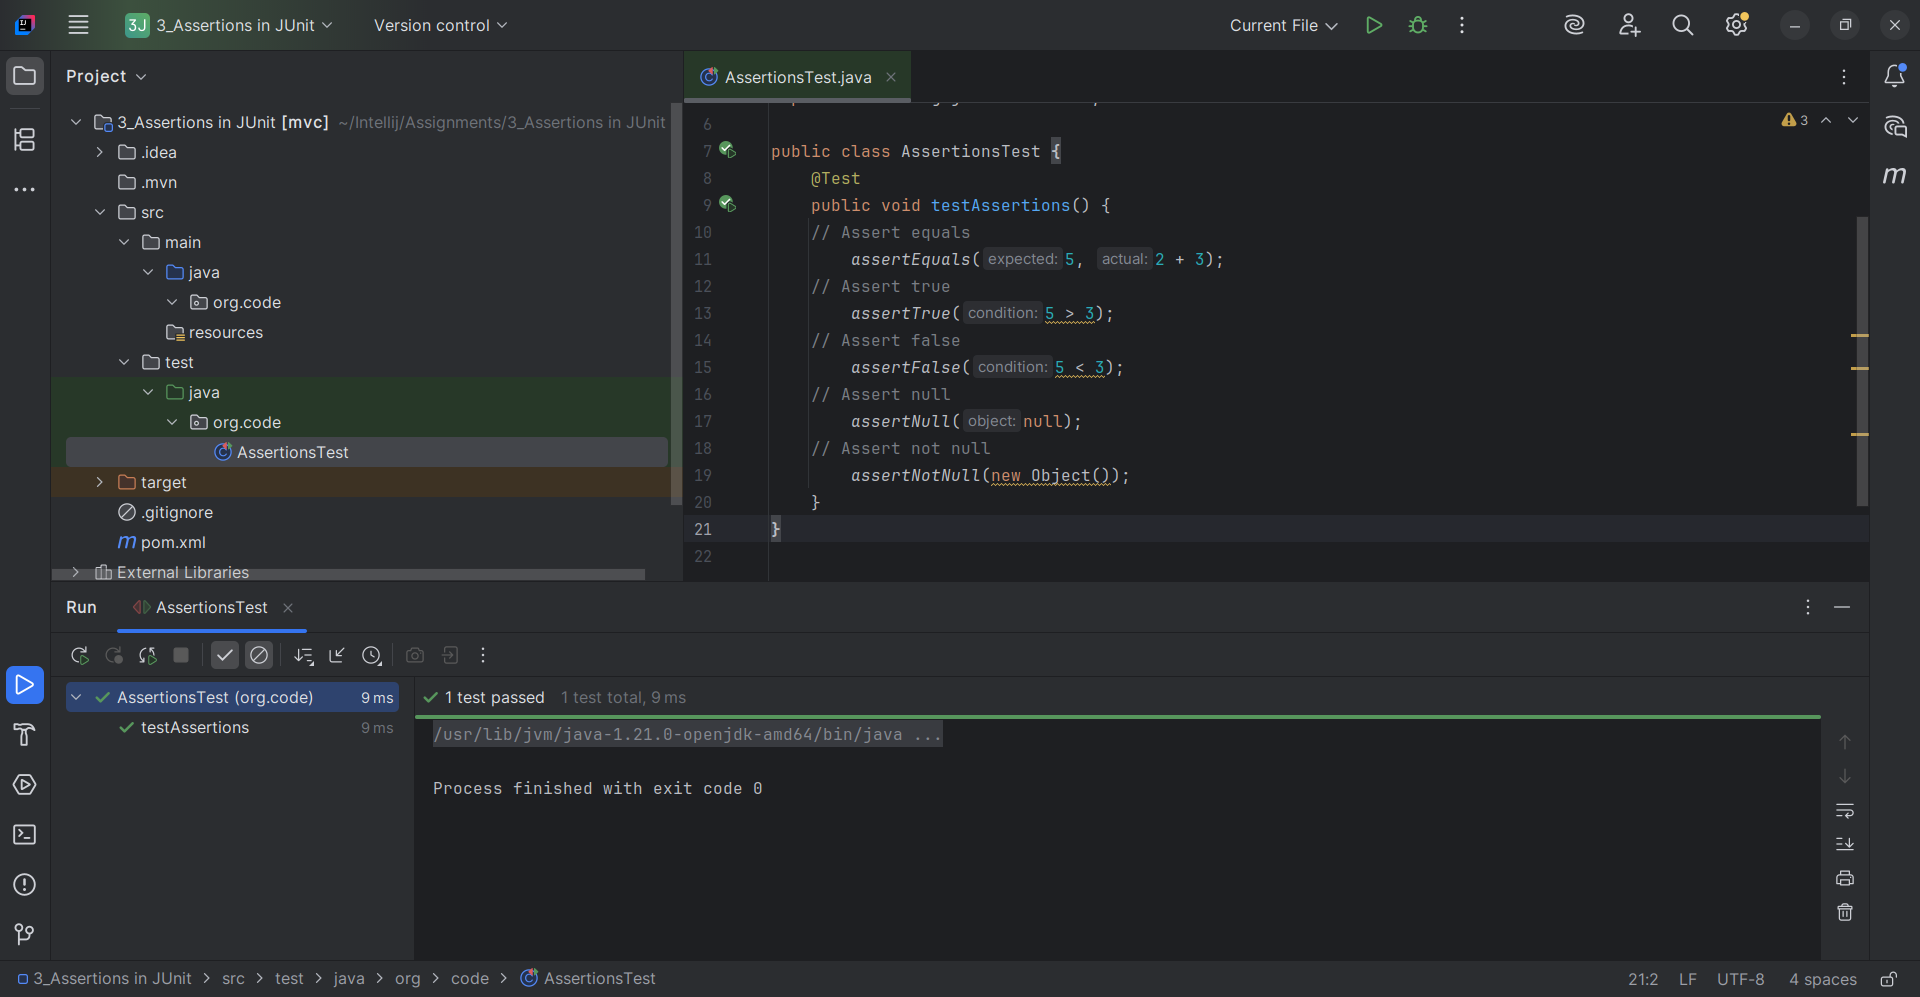 3J 3_Assertions in JUnit Version control Current File
Project
3_Assertions in JUnit [mvc] ~/Intellij/Assignments/3_Assertions in JUnit
.idea
.mvn
src
main
java
org.code
resources
test
java
org.code
AssertionsTest
target
.gitignore
m pom.xml
External Libraries
AssertionsTest.java
3
6
7 public class AssertionsTest {
8 @Test
9 public void testAssertions() {
10 // Assert equals
11 assertEquals( expected: 5, actual: 2 + 3);
12 // Assert true
13 assertTrue( condition: 5 > 3);
14 // Assert false
15 assertFalse( condition: 5 < 3);
16 // Assert null
17 assertNull( object: null);
18 // Assert not null
19 assertNotNull(new Object());
20 }
21 }
22
m
Run AssertionsTest
AssertionsTest (org.code) 9 ms
testAssertions 9 ms
1 test passed 1 test total, 9 ms
/usr/lib/jvm/java-1.21.0-openjdk-amd64/bin/java ...
Process finished with exit code 0
3_Assertions in JUnit > src > test > java > org > code > AssertionsTest
21:2 LF UTF-8 4 spaces